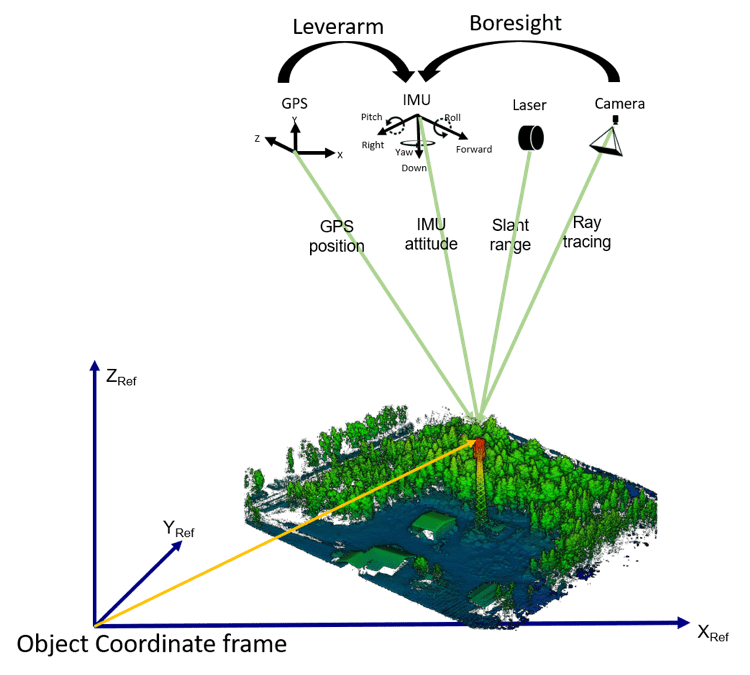 Leverarm
Boresight
GPS
IMU
Laser
Camera
Y
Z
X
Pitch
Roll
Right
Yaw
Forward
Down
GPS
position
IMU
attitude
Slant
range
Ray
tracing
ZRef
YRef
XRef
Object Coordinate frame